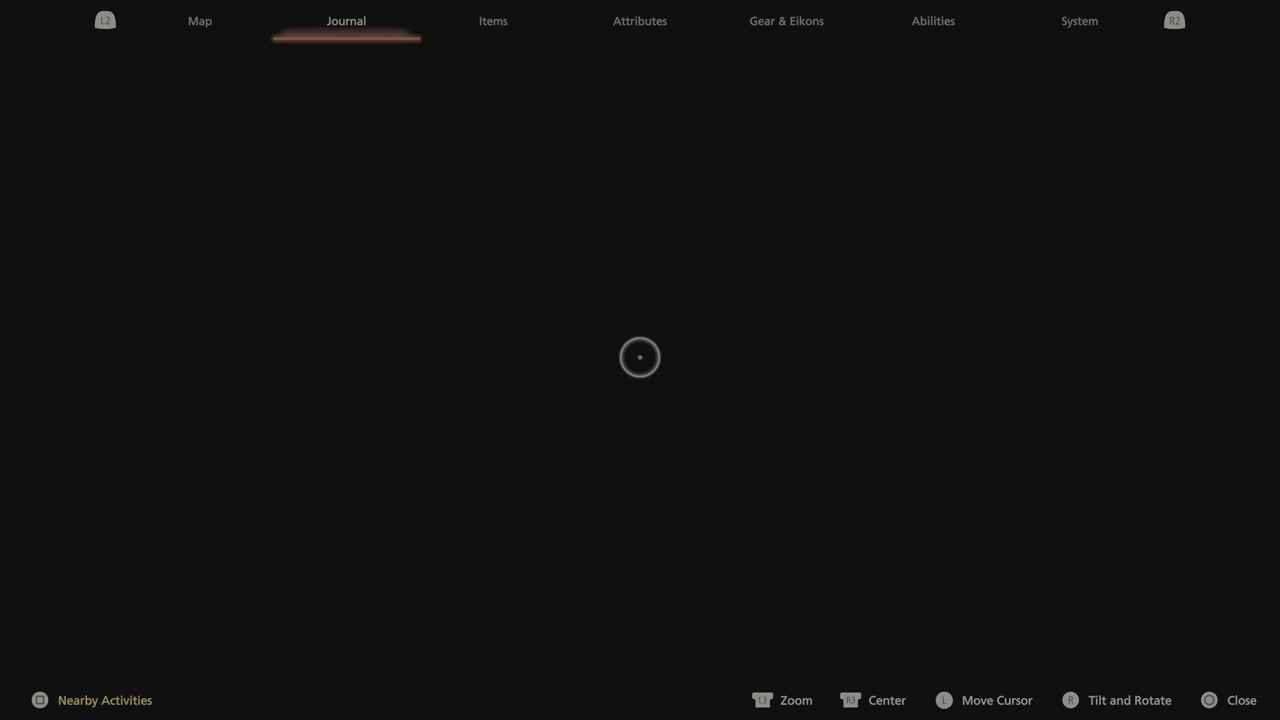 L2 Map Journal Items Attributes Gear & Eikons Abilities System R2
Nearby Activities L3 Zoom R3 Center L Move Cursor R Tilt and Rotate Close